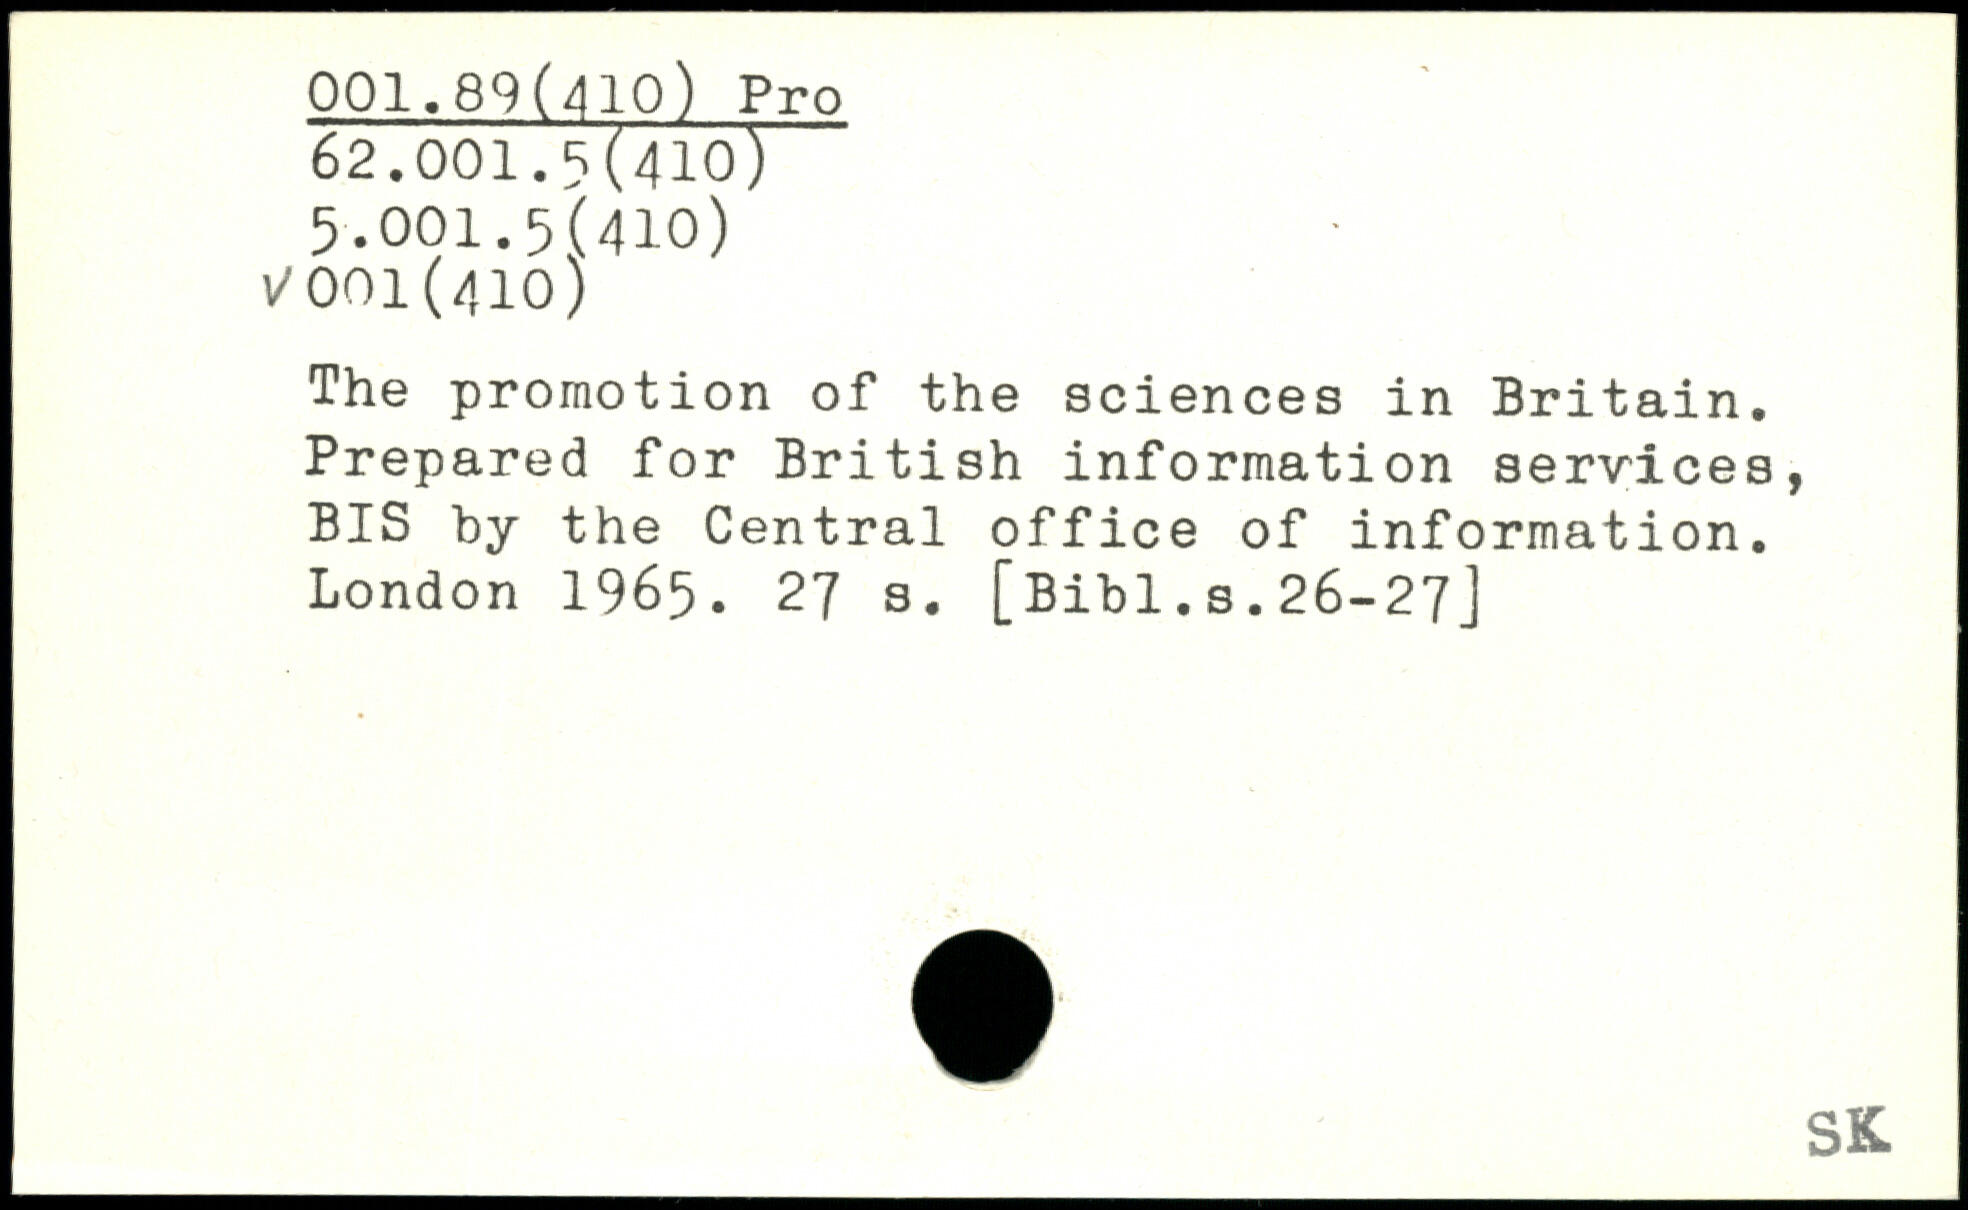 001.89(410) Pro
62.001.5(410)
5.001.5(410)
✓001(410)
The promotion of the sciences in Britain.
Prepared for British information services,
BIS by the Central office of information.
London 1965. 27 s. [Bibl.s.26-27]
SK